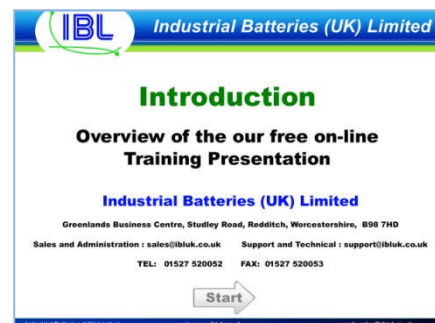 IBL Industrial Batteries (UK) Limited
Introduction
Overview of the our free on-line
Training Presentation
Industrial Batteries (UK) Limited
Greenlands Business Centre, Studley Road, Redditch, Worcestershire, B98 7HD
Sales and Administration : sales@ibluk.co.uk Support and Technical : support@ibluk.co.uk
TEL: 01527 520052 FAX: 01527 520053
Start